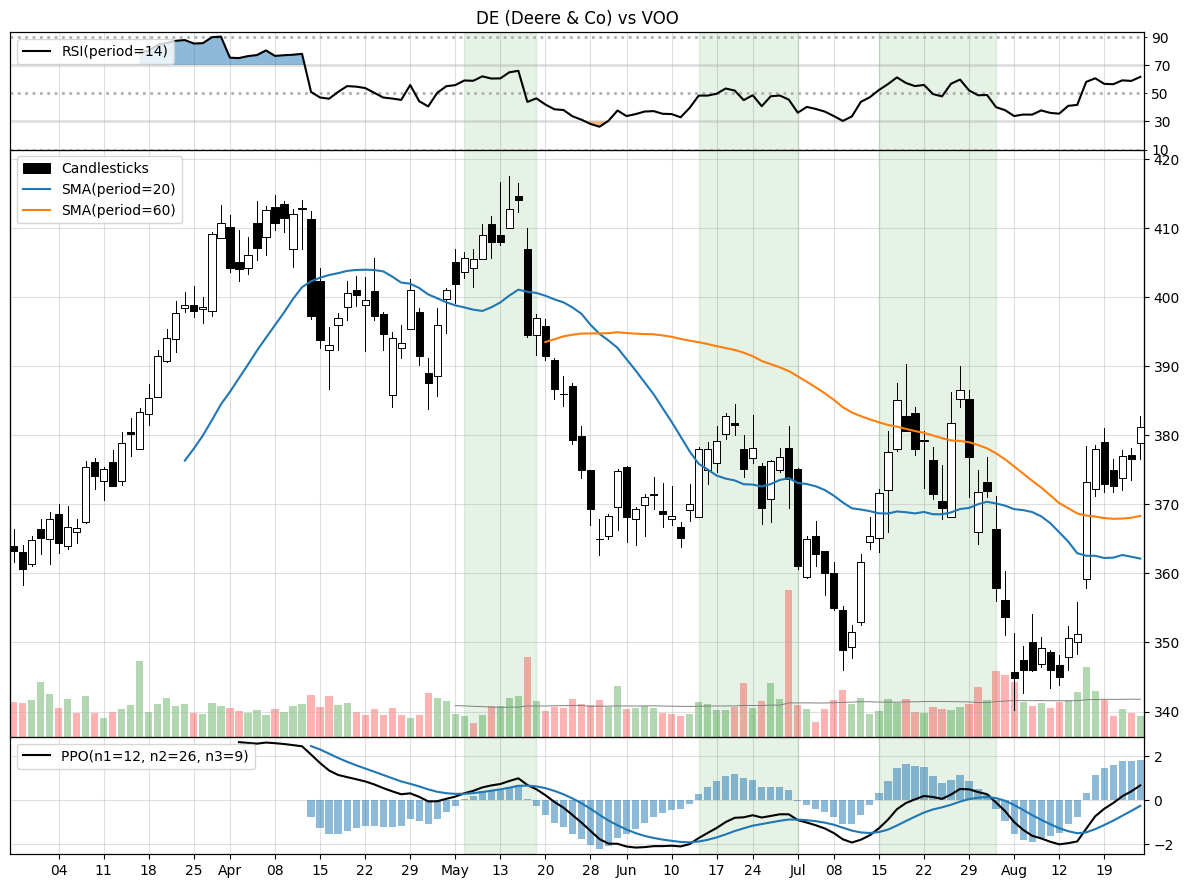 DE (Deere & Co) vs VOO
RSI(period=14)
90
70
50
30
10
Candlesticks
SMA(period=20)
SMA(period=60)
420
410
400
390
380
370
360
350
340
PPO(n1=12, n2=26, n3=9)
2
0
−2
04 11 18 25 Apr 08 15 22 29 May 13 20 28 Jun 10 17 24 Jul 08 15 22 29 Aug 12 19